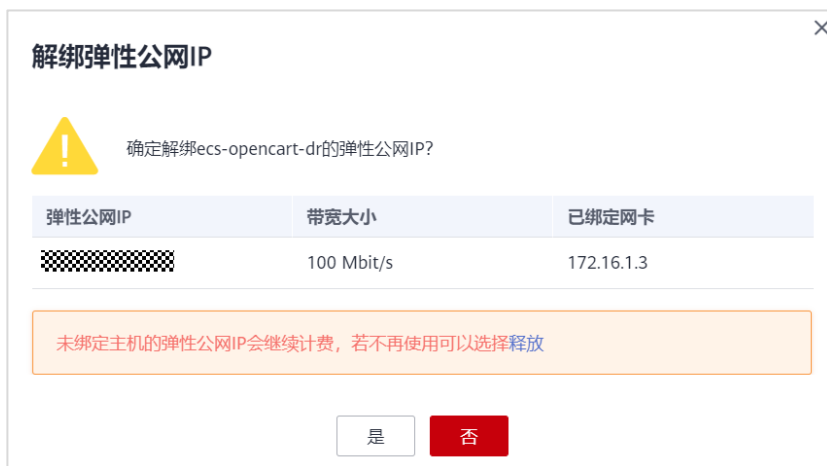 解绑弹性公网IP
确定解绑ecs-opencart-dr的弹性公网IP?
弹性公网IP 带宽大小 已绑定网卡
100 Mbit/s 172.16.1.3
未绑定主机的弹性公网IP会继续计费，若不再使用可以选择释放
是 否